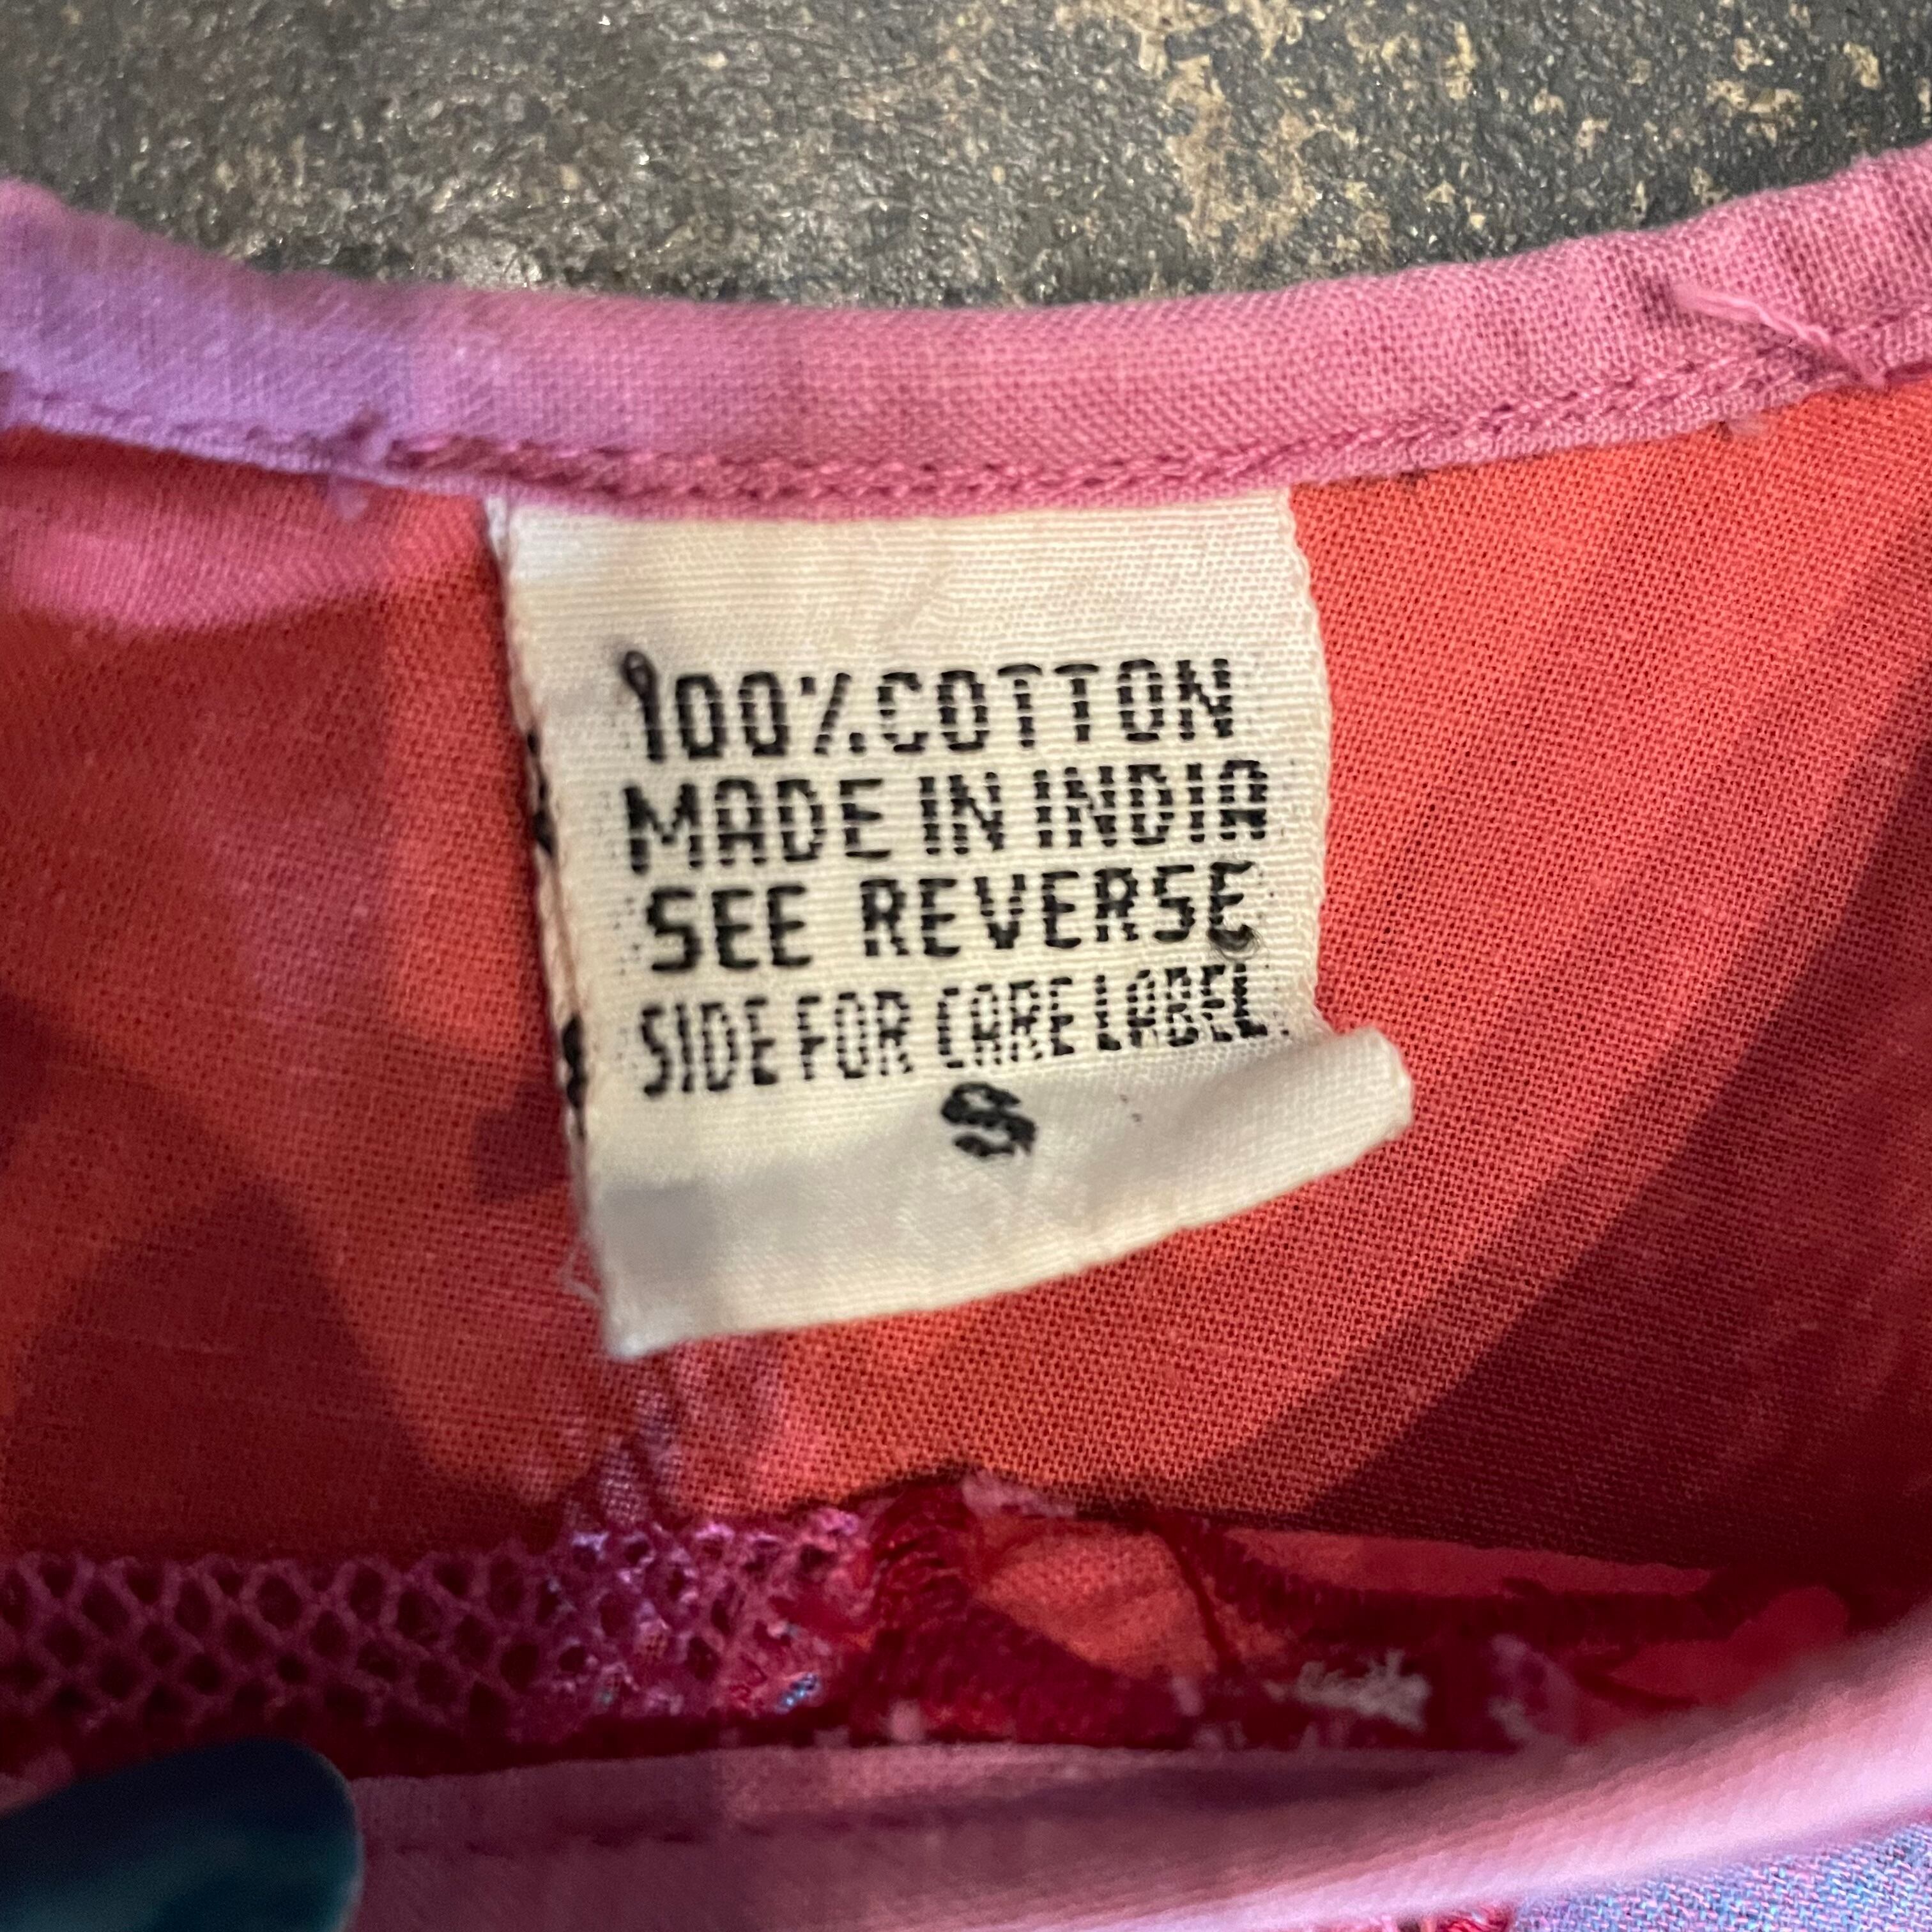 100% COTTON
MADE IN INDIA
SEE REVERSE
SIDE FOR CARE LABEL.
S